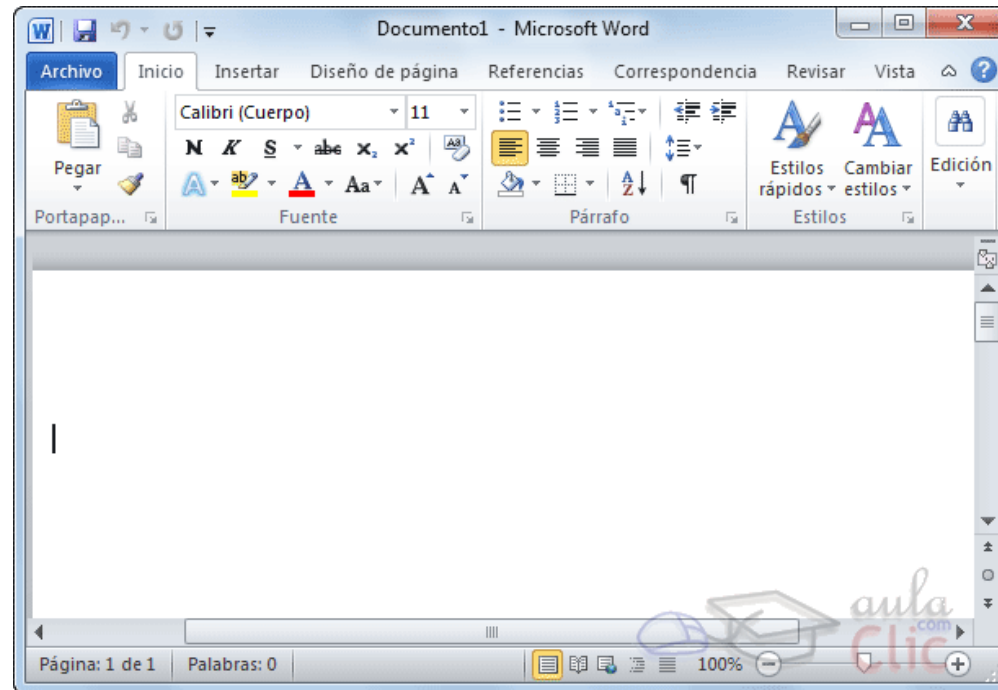 Documento1 - Microsoft Word
Archivo Inicio Insertar Diseño de página Referencias Correspondencia Revisar Vista
Calibri (Cuerpo) 11
N K S abc x₂ x²
Pegar
Aa A A
Estilos rápidos
Cambiar estilos
Edición
Portapap... Fuente Párrafo Estilos
Página: 1 de 1 Palabras: 0 100%
aula
Clic.com